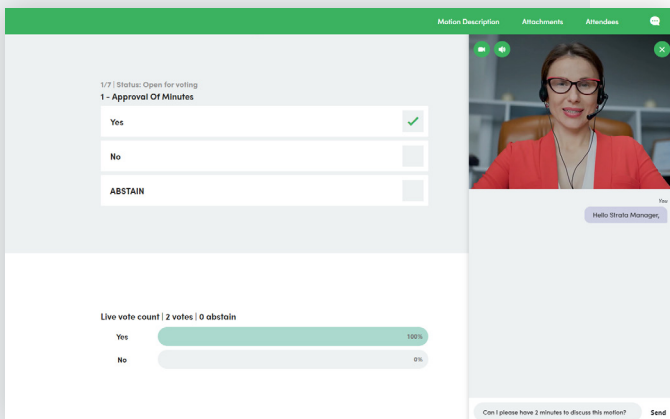 Motion Description Attachments Attendees
1/7 | Status: Open for voting
1 - Approval Of Minutes
Yes
No
ABSTAIN
Live vote count | 2 votes | 0 abstain
Yes 100%
No 0%
You
Hello Strata Manager,
Can I please have 2 minutes to discuss this motion? Send